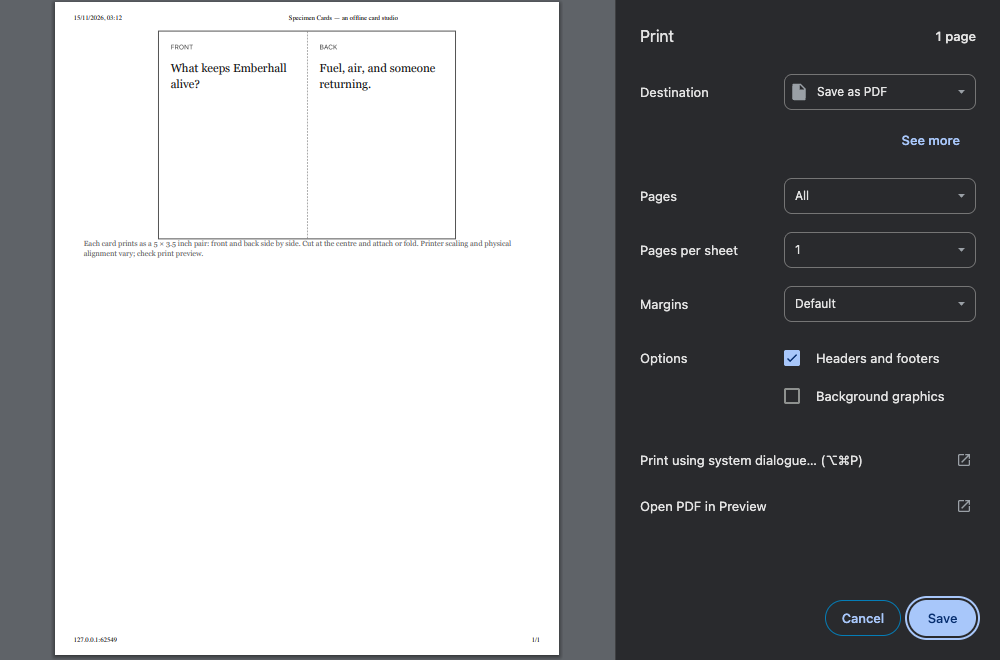 15/11/2026, 03:12
Specimen Cards — an offline card studio
FRONT
What keeps Emberhall
alive?
BACK
Fuel, air, and someone
returning.
Each card prints as a 5 × 3.5 inch pair: front and back side by side. Cut at the centre and attach or fold. Printer scaling and physical
alignment vary; check print preview.
127.0.0.1:62549
1/1
Print
1 page
Destination
Save as PDF
See more
Pages
All
Pages per sheet
1
Margins
Default
Options
Headers and footers
Background graphics
Print using system dialogue... (⌥⌘P)
Open PDF in Preview
Cancel
Save